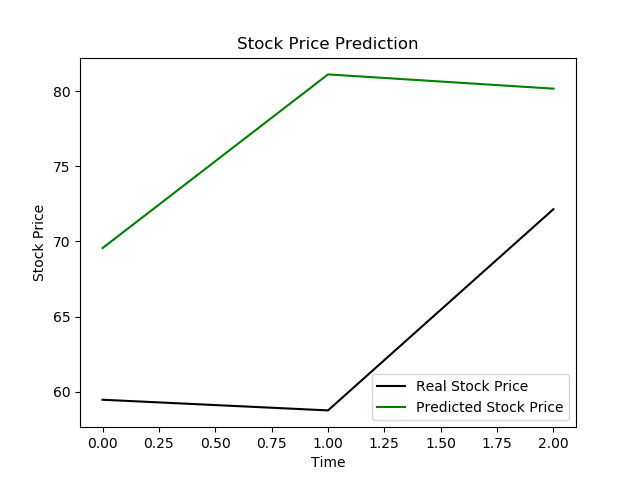 Stock Price Prediction
80
75
70
65
60
Stock Price
Real Stock Price
Predicted Stock Price
0.00 0.25 0.50 0.75 1.00 1.25 1.50 1.75 2.00
Time